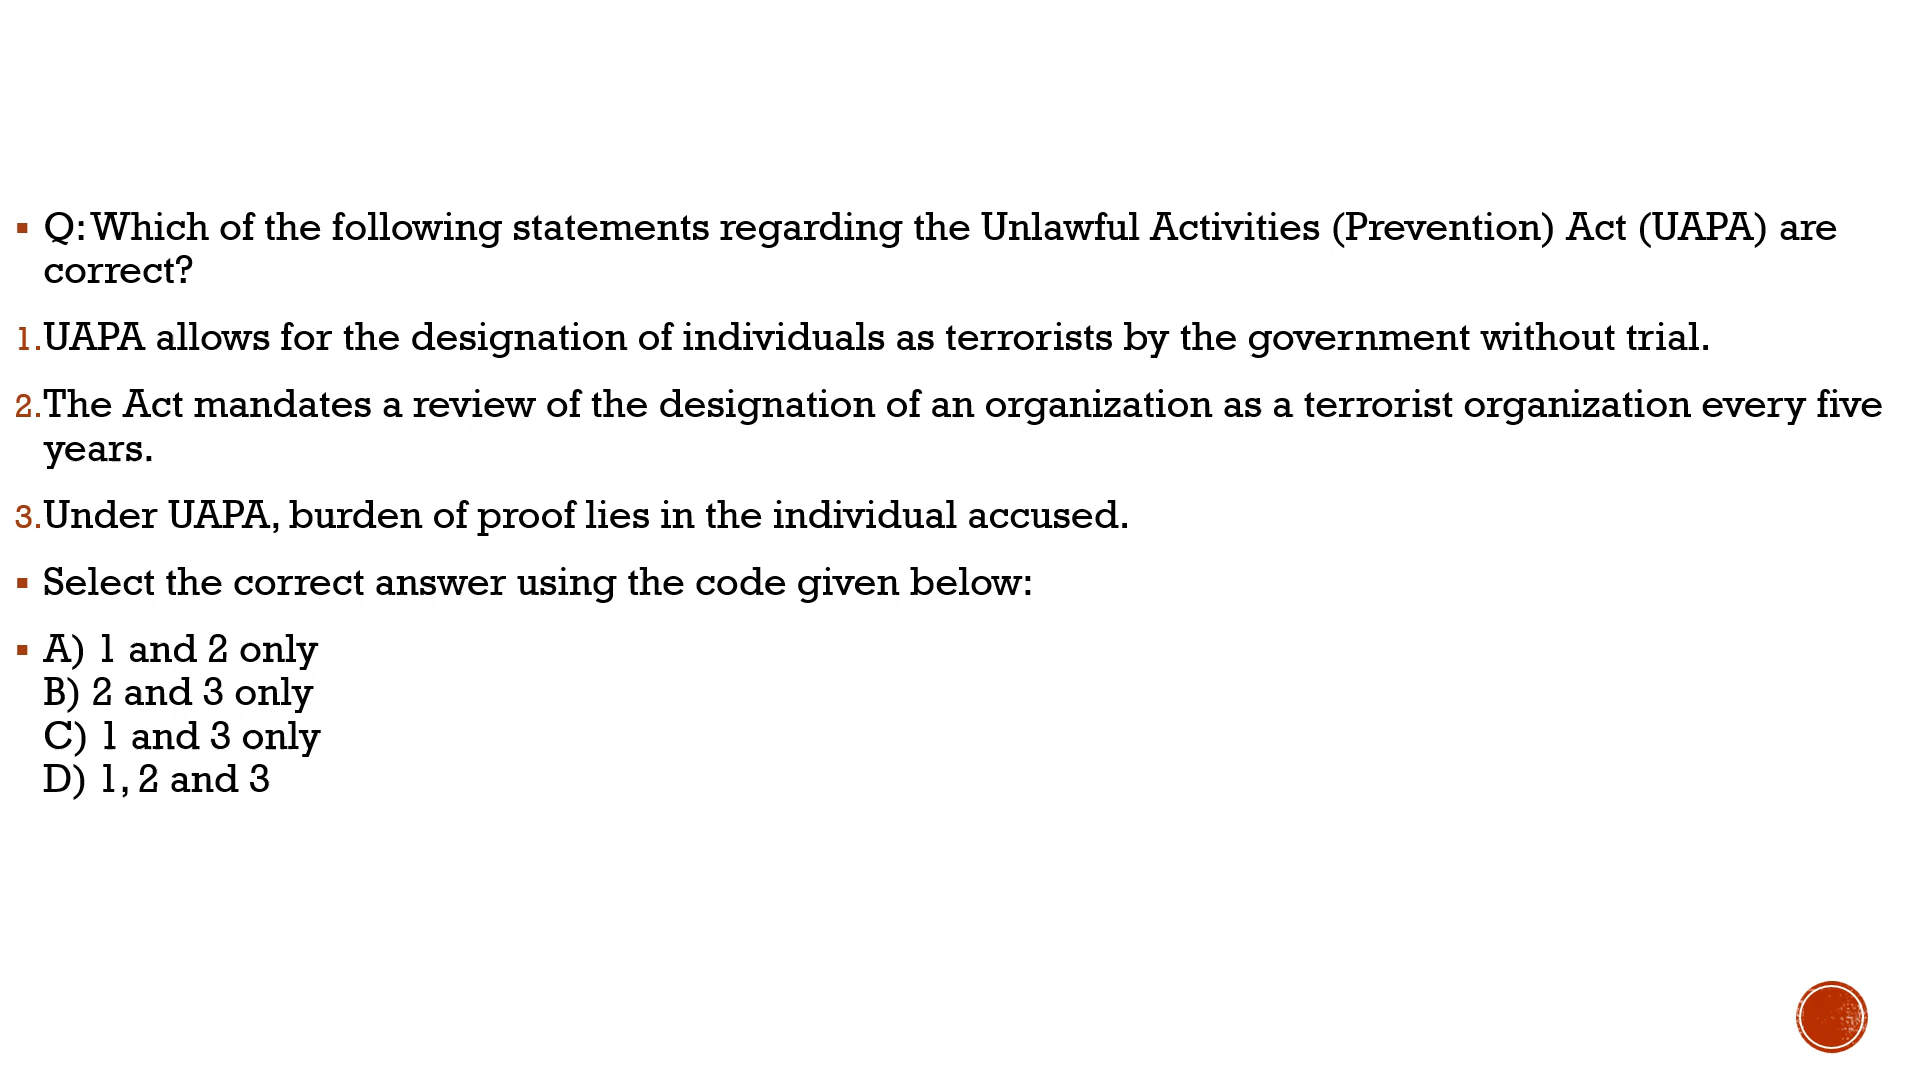 ▪ Q: Which of the following statements regarding the Unlawful Activities (Prevention) Act (UAPA) are
correct?
1.UAPA allows for the designation of individuals as terrorists by the government without trial.
2.The Act mandates a review of the designation of an organization as a terrorist organization every five
years.
3.Under UAPA, burden of proof lies in the individual accused.
▪ Select the correct answer using the code given below:
▪ A) 1 and 2 only
B) 2 and 3 only
C) 1 and 3 only
D) 1, 2 and 3